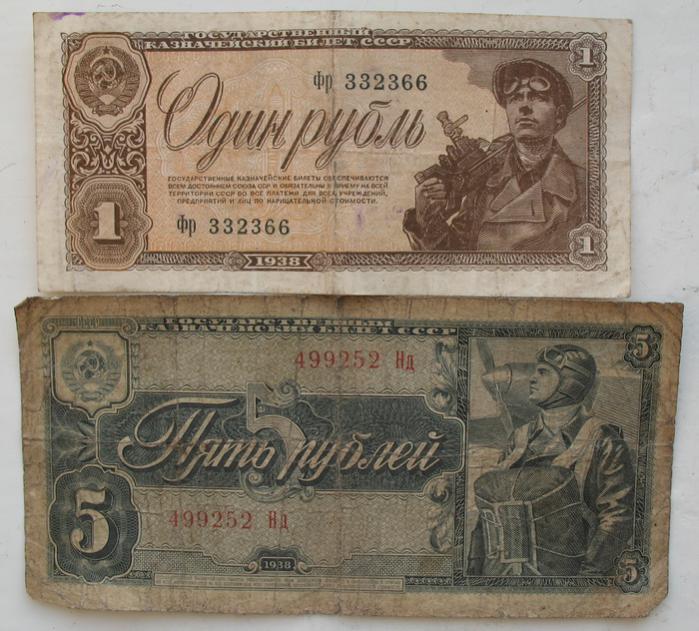 ГОСУДАРСТВЕННЫЙ
КАЗНАЧЕЙСКИЙ БИЛЕТ СССР
1
фр 332366
Один рубль
ГОСУДАРСТВЕННЫЕ КАЗНАЧЕЙСКИЕ БИЛЕТЫ ОБЕСПЕЧИВАЮТСЯ
ВСЕМ ДОСТОЯНИЕМ СОЮЗА ССР И ОБЯЗАТЕЛЬНЫ К ПРИЕМУ НА ВСЕЙ
ТЕРРИТОРИИ СССР ВО ВСЕ ПЛАТЕЖИ ДЛЯ ВСЕХ УЧРЕЖДЕНИЙ,
ПРЕДПРИЯТИЙ И ЛИЦ ПО НАРИЦАТЕЛЬНОЙ СТОИМОСТИ.
1
фр 332366
1
1938
СССР
ГОСУДАРСТВЕННЫЙ
КАЗНАЧЕЙСКИЙ БИЛЕТ СССР
5
499252 Нд
5
Пять рублей
5
499252 Нд
1938
5